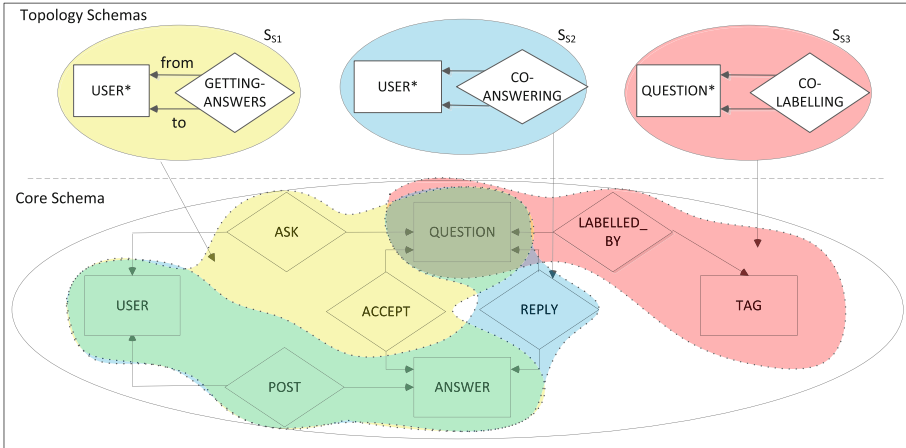 Topology Schemas
S_S1
from
USER*
GETTING-
ANSWERS
to
S_S2
USER*
CO-
ANSWERING
S_S3
QUESTION*
CO-
LABELLING
Core Schema
ASK
QUESTION
LABELLED_
BY
USER
ACCEPT
REPLY
TAG
POST
ANSWER